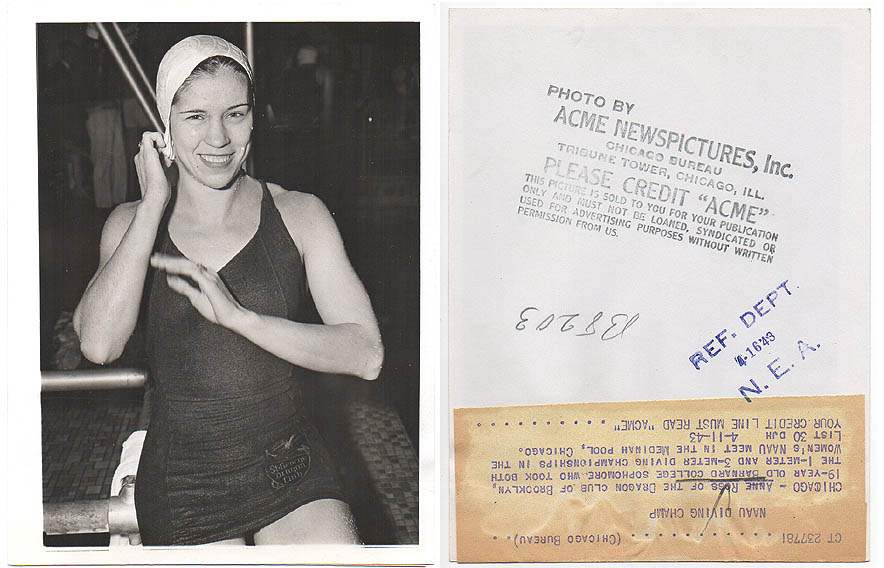 St. George
Dragon
Club
PHOTO BY
ACME NEWSPICTURES, Inc.
CHICAGO BUREAU
TRIBUNE TOWER, CHICAGO, ILL.
PLEASE CREDIT "ACME"
THIS PICTURE IS SOLD TO YOU FOR YOUR PUBLICATION
ONLY AND MUST NOT BE LOANED, SYNDICATED OR
USED FOR ADVERTISING PURPOSES WITHOUT WRITTEN
PERMISSION FROM US.
REF. DEPT.
4-16'43
N. E. A.
CT 237781 . . . . . . . . . . . . . (CHICAGO BUREAU)
NAAU DIVING CHAMP
CHICAGO - ANNE ROSS OF THE DRAGON CLUB OF BROOKLYN,
19-YEAR OLD BARNARD COLLEGE SOPHOMORE WHO TOOK BOTH
THE 1-METER AND 3-METER DIVING CHAMPIONSHIPS IN THE
WOMEN'S NAAU MEET IN THE MEDINAH POOL, CHICAGO.
LIST 30 DJH 4-11-43
YOUR CREDIT LINE MUST READ "ACME"